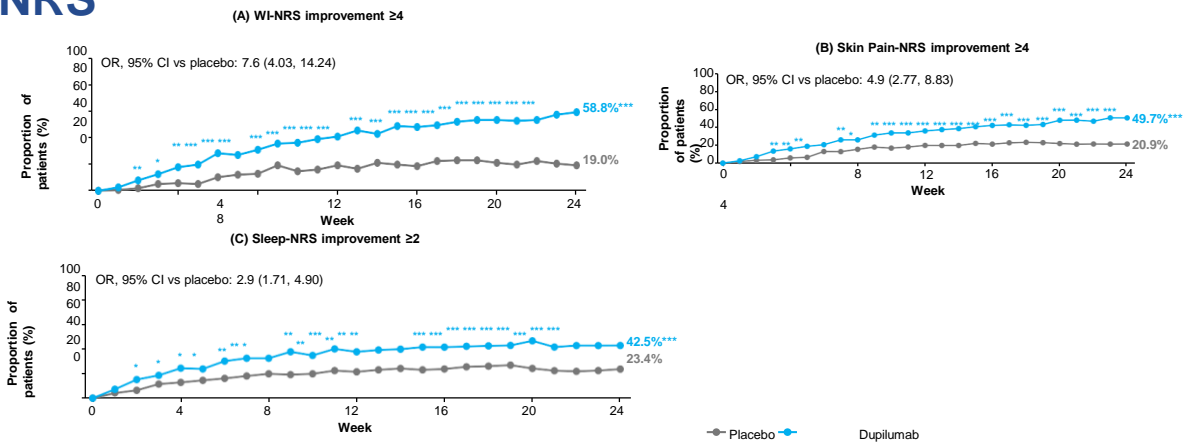 NRS
(A) WI-NRS improvement ≥4
OR, 95% CI vs placebo: 7.6 (4.03, 14.24)
Proportion of
patients (%)
100
80
60
40
20
0
** * ** *** *** *** ** *** *** *** *** *** *** *** *** *** *** *** *** *** *** ***
58.8%***
19.0%
0 4 12 16 20 24
8
Week
(B) Skin Pain-NRS improvement ≥4
OR, 95% CI vs placebo: 4.9 (2.77, 8.83)
Proportion
of patients
(%)
100
80
60
40
20
0
49.7%***
20.9%
0 8 12 16 20 24
Week
4
(C) Sleep-NRS improvement ≥2
OR, 95% CI vs placebo: 2.9 (1.71, 4.90)
Proportion of
patients (%)
100
80
60
40
20
0
42.5%***
23.4%
0 4 8 12 16 20 24
Week
Placebo Dupilumab